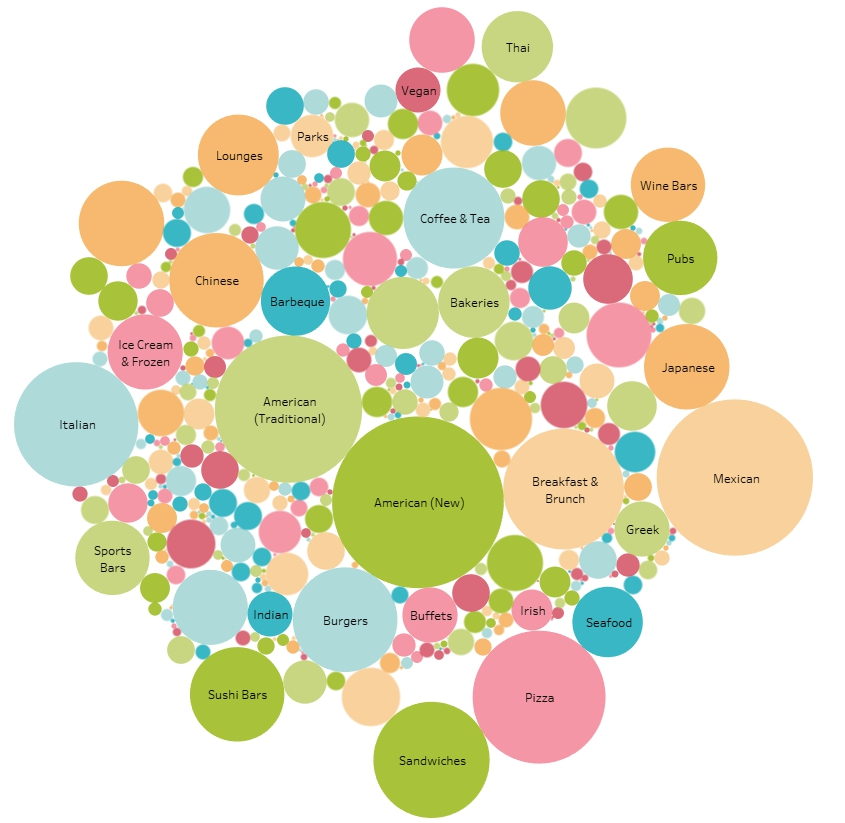 Thai
Vegan
Parks
Lounges
Wine Bars
Coffee & Tea
Pubs
Chinese
Barbeque
Bakeries
Ice Cream
& Frozen
Japanese
American
(Traditional)
Italian
Mexican
Breakfast &
Brunch
American (New)
Greek
Sports
Bars
Irish
Indian
Buffets
Burgers
Seafood
Sushi Bars
Pizza
Sandwiches